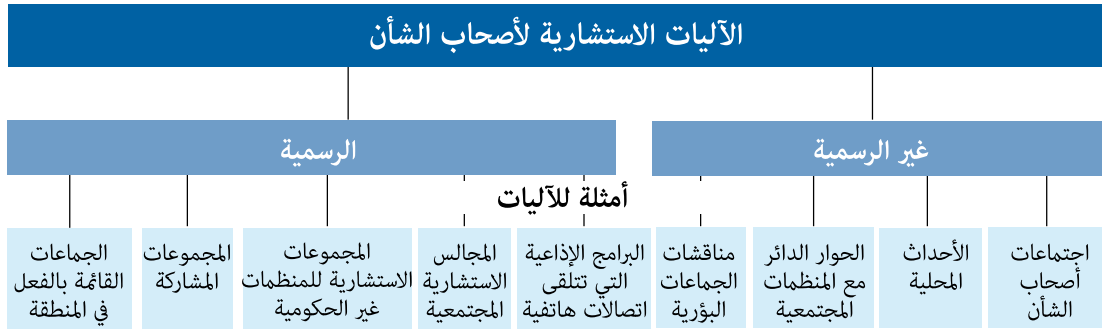 الآليات الاستشارية لأصحاب الشأن
غير الرسمية
الرسمية
أمثلة للآليات
اجتماعات
أصحاب
الشأن
الأحداث
المحلية
الحوار الدائر
مع المنظمات
المجتمعية
مناقشات
الجماعات
البؤرية
البرامج الإذاعية
التي تتلقى
اتصالات هاتفية
المجالس
الاستشارية
المجتمعية
المجموعات
الاستشارية للمنظمات
غير الحكومية
المجموعات
المشاركة
الجماعات
القائمة بالفعل
في المنطقة